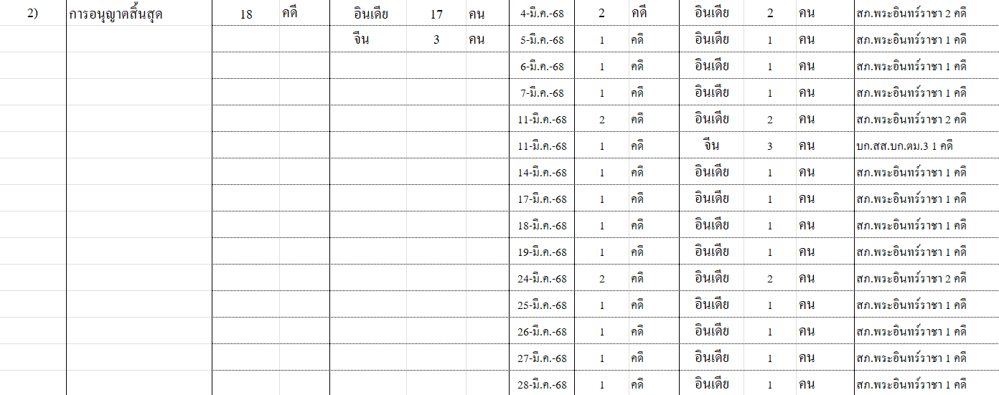 2) การอนุญาตสิ้นสุด 18 คดี อินเดีย 17 คน 4-มี.ค.-68 2 คดี อินเดีย 2 คน สภ.พระอินทร์ราชา 2 คดี
จีน 3 คน 5-มี.ค.-68 1 คดี อินเดีย 1 คน สภ.พระอินทร์ราชา 1 คดี
6-มี.ค.-68 1 คดี อินเดีย 1 คน สภ.พระอินทร์ราชา 1 คดี
7-มี.ค.-68 1 คดี อินเดีย 1 คน สภ.พระอินทร์ราชา 1 คดี
11-มี.ค.-68 2 คดี อินเดีย 2 คน สภ.พระอินทร์ราชา 2 คดี
11-มี.ค.-68 1 คดี จีน 3 คน บก.สส.บก.ตม.3 1 คดี
14-มี.ค.-68 1 คดี อินเดีย 1 คน สภ.พระอินทร์ราชา 1 คดี
17-มี.ค.-68 1 คดี อินเดีย 1 คน สภ.พระอินทร์ราชา 1 คดี
18-มี.ค.-68 1 คดี อินเดีย 1 คน สภ.พระอินทร์ราชา 1 คดี
19-มี.ค.-68 1 คดี อินเดีย 1 คน สภ.พระอินทร์ราชา 1 คดี
24-มี.ค.-68 2 คดี อินเดีย 2 คน สภ.พระอินทร์ราชา 2 คดี
25-มี.ค.-68 1 คดี อินเดีย 1 คน สภ.พระอินทร์ราชา 1 คดี
26-มี.ค.-68 1 คดี อินเดีย 1 คน สภ.พระอินทร์ราชา 1 คดี
27-มี.ค.-68 1 คดี อินเดีย 1 คน สภ.พระอินทร์ราชา 1 คดี
28-มี.ค.-68 1 คดี อินเดีย 1 คน สภ.พระอินทร์ราชา 1 คดี